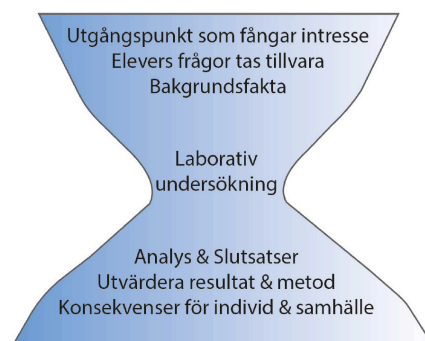 Utgångspunkt som fångar intresse
Elevers frågor tas tillvara
Bakgrundsfakta
Laborativ
undersökning
Analys & Slutsatser
Utvärdera resultat & metod
Konsekvenser för individ & samhälle